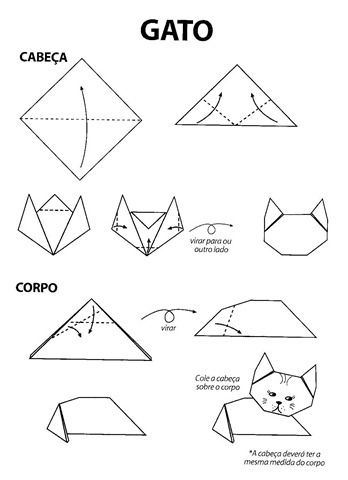 GATO
CABEÇA
virar para ou
outro lado
CORPO
virar
Cole a cabeça
sobre o corpo
*A cabeça deverá ter a
mesma medida do corpo